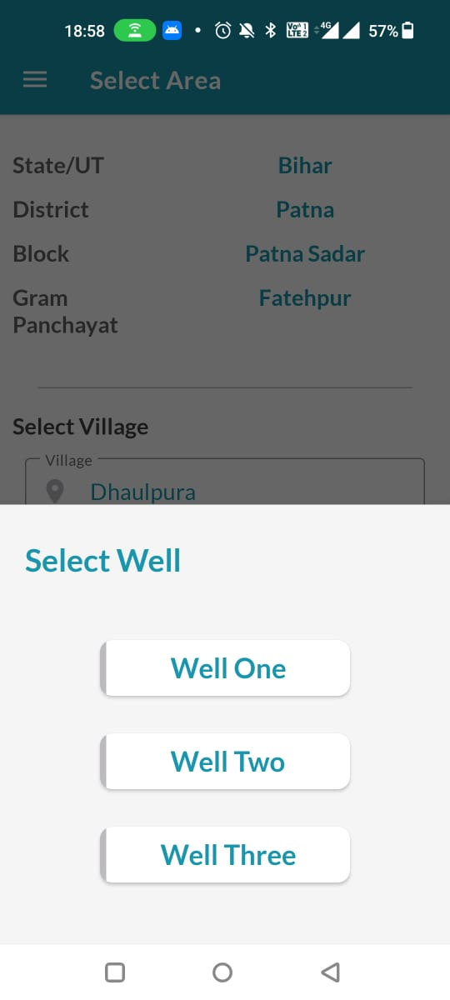 18:58 4G 57%
Select Area
State/UT Bihar
District Patna
Block Patna Sadar
Gram Panchayat Fatehpur
Select Village
Village
Dhaulpura
Select Well
Well One
Well Two
Well Three